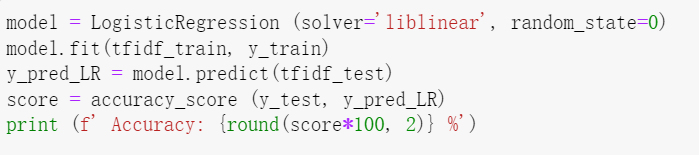 model = LogisticRegression (solver='liblinear', random_state=0)
model.fit(tfidf_train, y_train)
y_pred_LR = model.predict(tfidf_test)
score = accuracy_score (y_test, y_pred_LR)
print (f' Accuracy: {round(score*100, 2)} %')